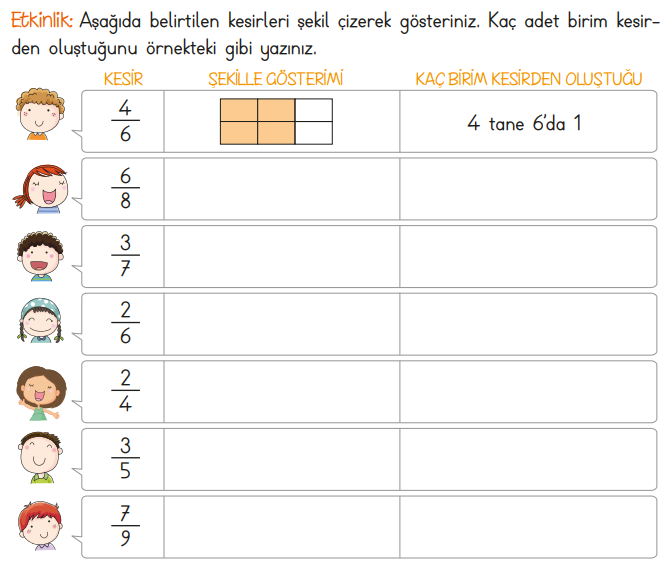 Etkinlik: Aşağıda belirtilen kesirleri şekil çizerek gösteriniz. Kaç adet birim kesir-
den oluştuğunu örnekteki gibi yazınız.
KESİR ŞEKİLLE GÖSTERİMİ KAÇ BİRİM KESİRDEN OLUŞTUĞU
4/6 4 tane 6'da 1
6/8
3/7
2/6
2/4
3/5
7/9